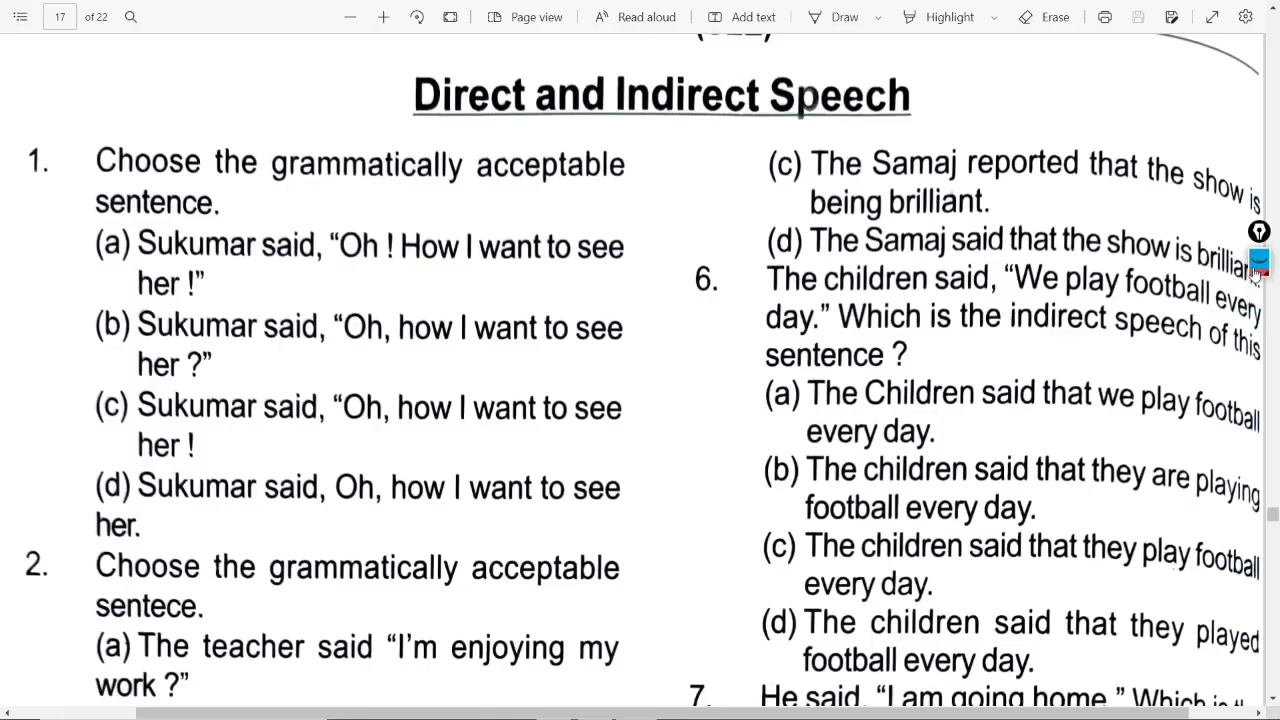 17 of 22
Page view
Read aloud
Add text
Draw
Highlight
Erase
Direct and Indirect Speech
1. Choose the grammatically acceptable
sentence.
(a) Sukumar said, “Oh ! How I want to see
her !”
(b) Sukumar said, “Oh, how I want to see
her ?”
(c) Sukumar said, “Oh, how I want to see
her !
(d) Sukumar said, Oh, how I want to see
her.
2. Choose the grammatically acceptable
sentece.
(a) The teacher said “I’m enjoying my
work ?”
(c) The Samaj reported that the show is
being brilliant.
(d) The Samaj said that the show is
6. The children said, “We play football every
day.” Which is the indirect speech of this
sentence ?
(a) The Children said that we play football
every day.
(b) The children said that they are playing
football every day.
(c) The children said that they play football
every day.
(d) The children said that they played
football every day.
7. He said, “I am going home.” Which is